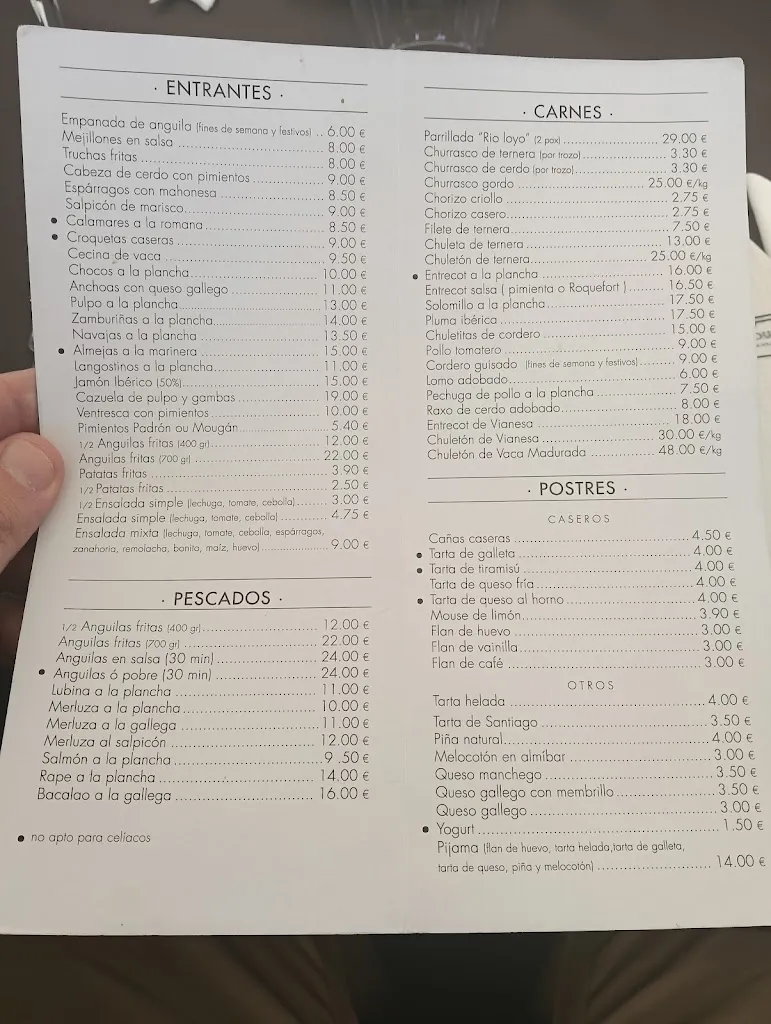 · ENTRANTES ·
Empanada de anguila (fines de semana y festivos) .. 6.00 €
Mejillones en salsa ........ 8.00 €
Truchas fritas ........ 8.00 €
Cabeza de cerdo con pimientos ........ 9.00 €
Espárragos con mahonesa ........ 8.50 €
Salpicón de marisco ........ 9.00 €
• Calamares a la romana ........ 8.50 €
• Croquetas caseras ........ 9.00 €
Cecina de vaca ........ 9.50 €
Chocos a la plancha ........ 10.00 €
Anchoas con queso gallego ........ 11.00 €
Pulpo a la plancha ........ 13.00 €
Zamburiñas a la plancha ........ 14.00 €
Navajas a la plancha ........ 13.50 €
• Almejas a la marinera ........ 15.00 €
Langostinos a la plancha ........ 11.00 €
Jamón Ibérico (50%) ........ 15.00 €
Cazuela de pulpo y gambas ........ 19.00 €
Ventresca con pimientos ........ 10.00 €
Pimientos Padrón ou Mougán ........ 5.40 €
1/2 Anguilas fritas (400 gr) ........ 12.00 €
Anguilas fritas (700 gr) ........ 22.00 €
Patatas fritas ........ 3.90 €
1/2 Patatas fritas ........ 2.50 €
1/2 Ensalada simple (lechuga, tomate, cebolla) ........ 3.00 €
Ensalada simple (lechuga, tomate, cebolla) ........ 4.75 €
Ensalada mixta (lechuga, tomate, cebolla, espárragos,
zanahoria, remolacha, bonito, maíz, huevo) ........ 9.00 €
· PESCADOS ·
1/2 Anguilas fritas (400 gr) ........ 12.00 €
Anguilas fritas (700 gr) ........ 22.00 €
Anguilas en salsa (30 min) ........ 24.00 €
• Anguilas ó pobre (30 min) ........ 24.00 €
Lubina a la plancha ........ 11.00 €
Merluza a la plancha ........ 10.00 €
Merluza a la gallega ........ 11.00 €
Merluza al salpicón ........ 12.00 €
Salmón a la plancha ........ 9 .50 €
Rape a la plancha ........ 14.00 €
Bacalao a la gallega ........ 16.00 €
• no apto para celíacos
· CARNES ·
Parrillada "Rio loyo" (2 pax) ........ 29.00 €
Churrasco de ternera (por trozo) ........ 3.30 €
Churrasco de cerdo (por trozo) ........ 3.30 €
Churrasco gordo ........ 25.00 €/kg
Chorizo criollo ........ 2.75 €
Chorizo casero ........ 2.75 €
Filete de ternera ........ 7.50 €
Chuleta de ternera ........ 13.00 €
Chuletón de ternera ........ 25.00 €/kg
• Entrecot a la plancha ........ 16.00 €
Entrecot salsa ( pimienta o Roquefort ) ........ 16.50 €
Solomillo a la plancha ........ 17.50 €
Pluma ibérica ........ 17.50 €
Chuletitas de cordero ........ 15.00 €
Pollo tomatero ........ 9.00 €
Cordero guisado (fines de semana y festivos) ........ 9.00 €
Lomo adobado ........ 6.00 €
Pechuga de pollo a la plancha ........ 7.50 €
Raxo de cerdo adobado ........ 8.00 €
Entrecot de Vianesa ........ 18.00 €
Chuletón de Vianesa ........ 30.00 €/kg
Chuletón de Vaca Madurada ........ 48.00 €/kg
· POSTRES ·
CASEROS
Cañas caseras ........ 4.50 €
• Tarta de galleta ........ 4.00 €
• Tarta de tiramisú ........ 4.00 €
Tarta de queso fría ........ 4.00 €
• Tarta de queso al horno ........ 4.00 €
Mouse de limón ........ 3.90 €
Flan de huevo ........ 3.00 €
Flan de vainilla ........ 3.00 €
Flan de café ........ 3.00 €
OTROS
Tarta helada ........ 4.00 €
Tarta de Santiago ........ 3.50 €
Piña natural ........ 4.00 €
Melocotón en almíbar ........ 3.00 €
Queso manchego ........ 3.50 €
Queso gallego con membrillo ........ 3.50 €
Queso gallego ........ 3.00 €
• Yogurt ........ 1.50 €
Pijama (flan de huevo, tarta helada,tarta de galleta,
tarta de queso, piña y melocotón) ........ 14.00 €